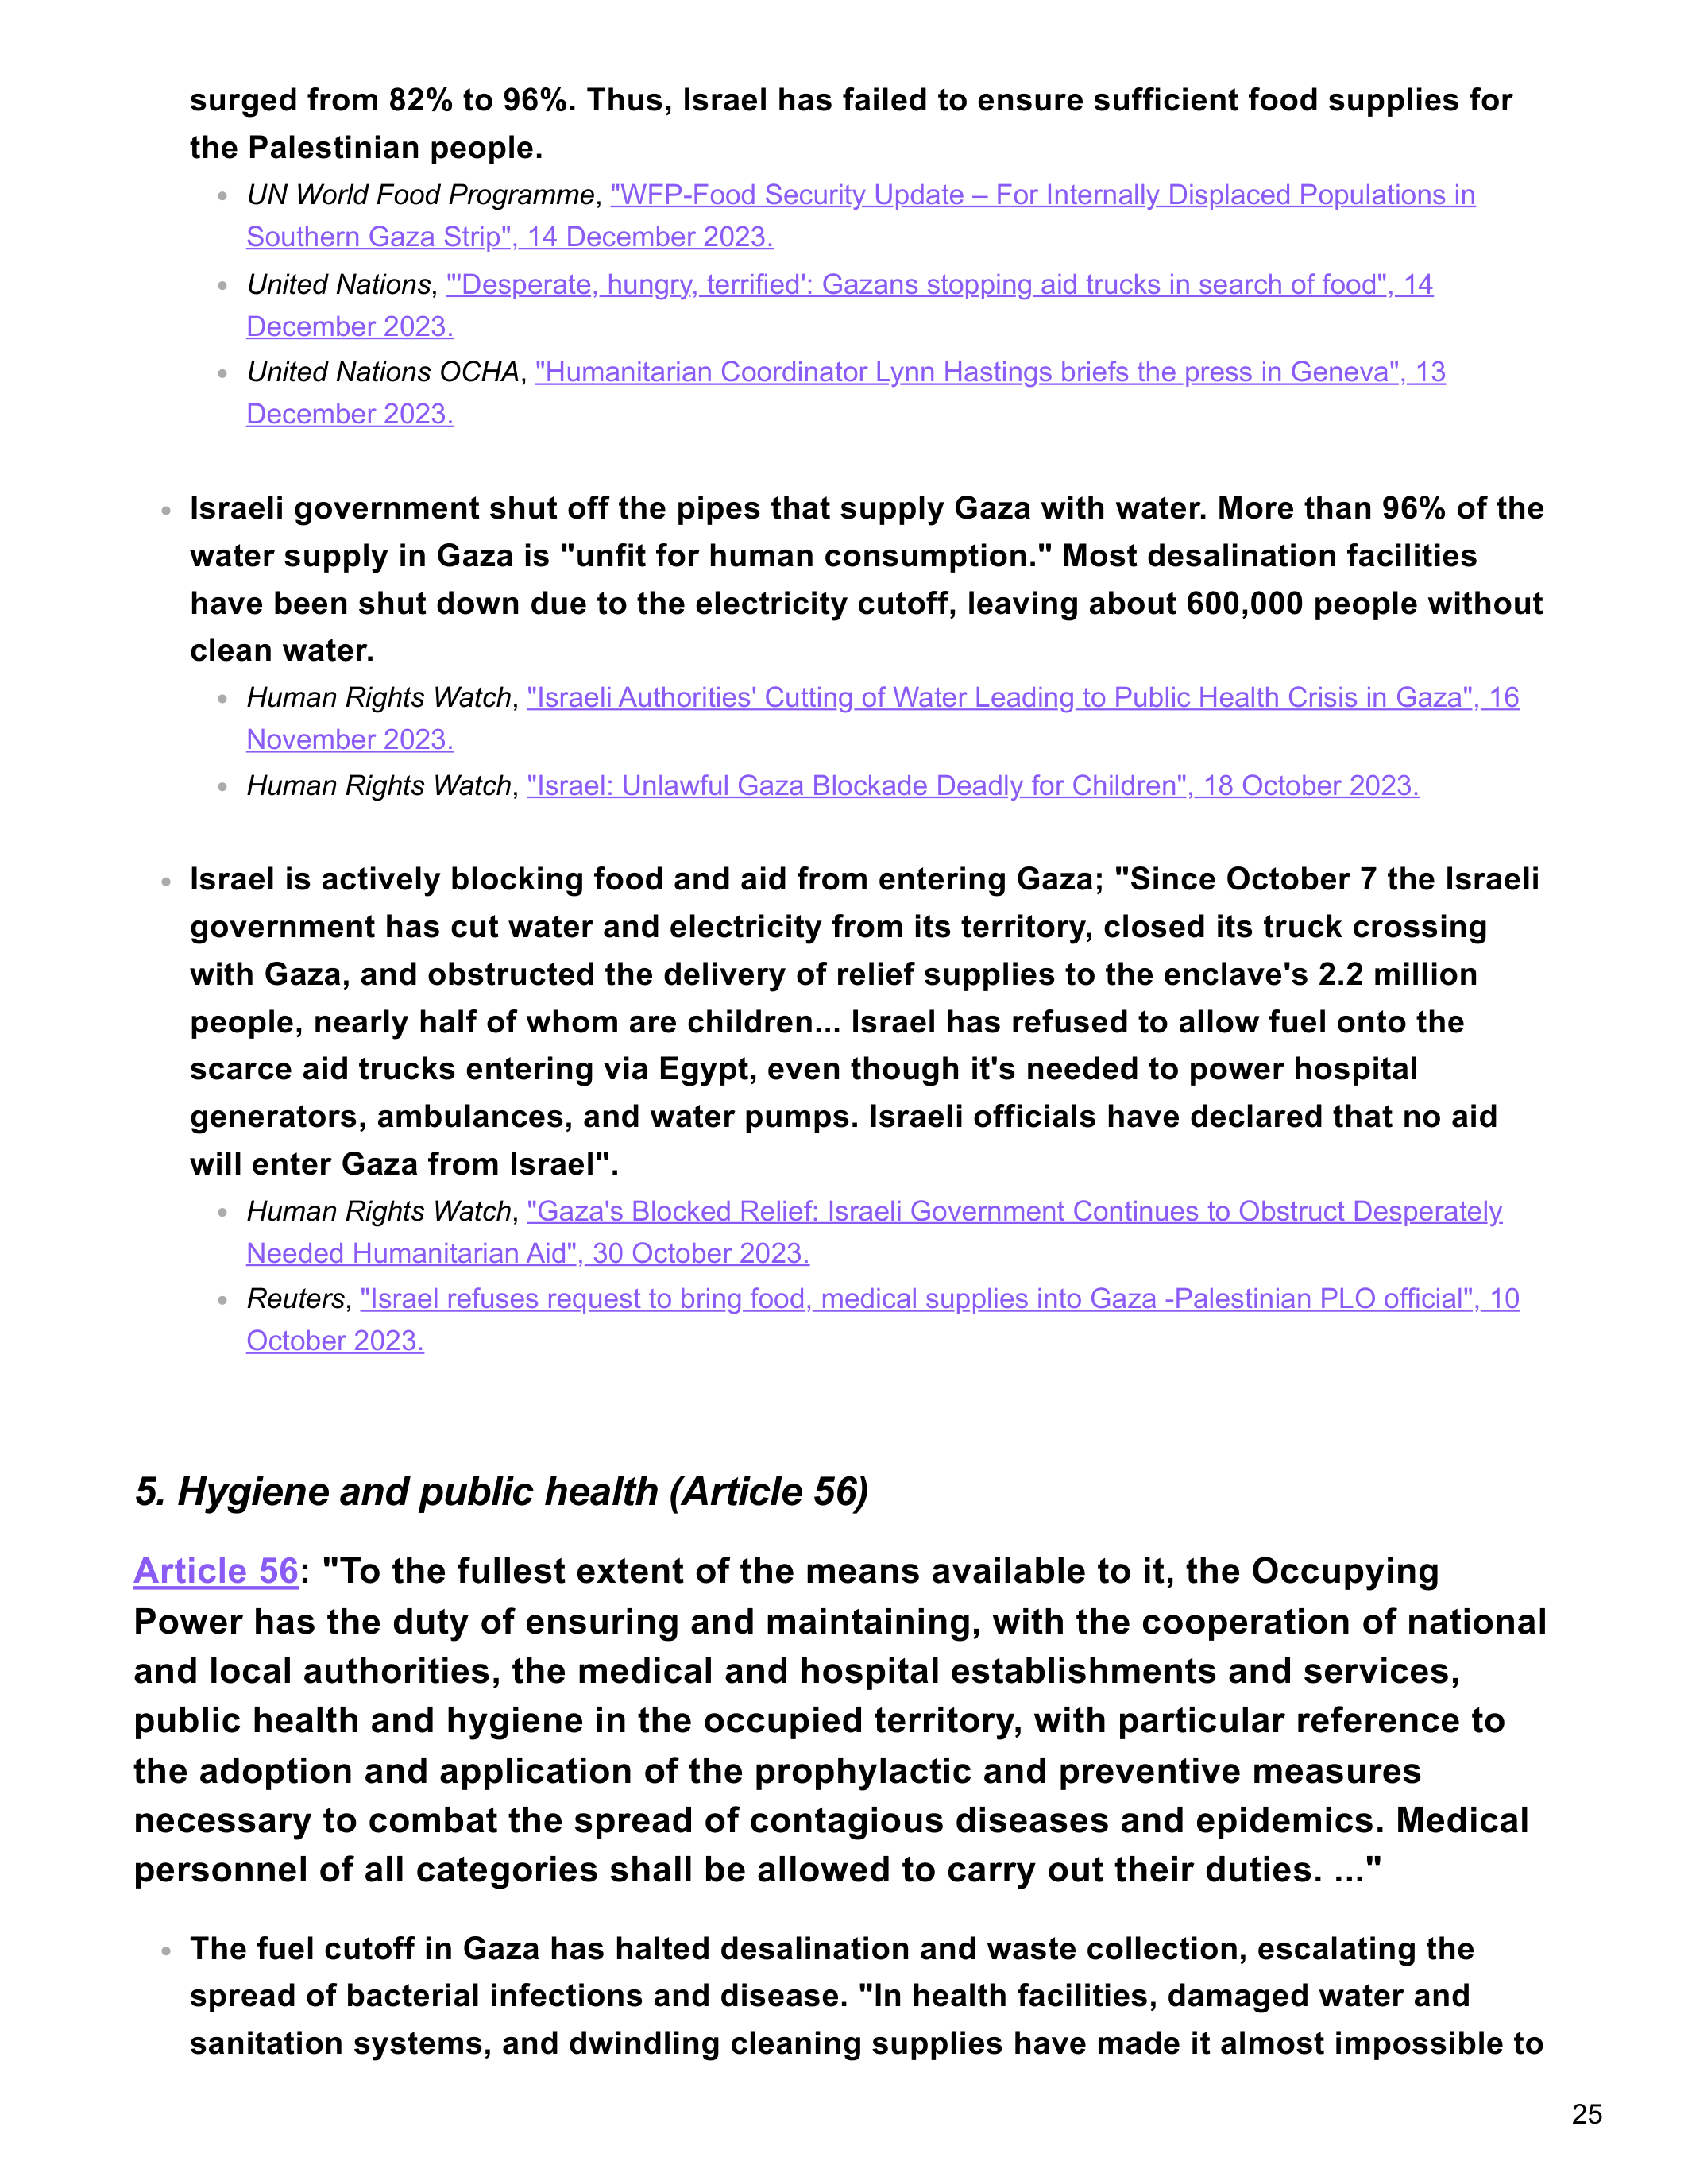 surged from 82% to 96%. Thus, Israel has failed to ensure sufficient food supplies for
the Palestinian people.
UN World Food Programme, "WFP-Food Security Update – For Internally Displaced Populations in
Southern Gaza Strip", 14 December 2023.
United Nations, "'Desperate, hungry, terrified': Gazans stopping aid trucks in search of food", 14
December 2023.
United Nations OCHA, "Humanitarian Coordinator Lynn Hastings briefs the press in Geneva", 13
December 2023.
Israeli government shut off the pipes that supply Gaza with water. More than 96% of the
water supply in Gaza is "unfit for human consumption." Most desalination facilities
have been shut down due to the electricity cutoff, leaving about 600,000 people without
clean water.
Human Rights Watch, "Israeli Authorities' Cutting of Water Leading to Public Health Crisis in Gaza", 16
November 2023.
Human Rights Watch, "Israel: Unlawful Gaza Blockade Deadly for Children", 18 October 2023.
Israel is actively blocking food and aid from entering Gaza; "Since October 7 the Israeli
government has cut water and electricity from its territory, closed its truck crossing
with Gaza, and obstructed the delivery of relief supplies to the enclave's 2.2 million
people, nearly half of whom are children... Israel has refused to allow fuel onto the
scarce aid trucks entering via Egypt, even though it's needed to power hospital
generators, ambulances, and water pumps. Israeli officials have declared that no aid
will enter Gaza from Israel".
Human Rights Watch, "Gaza's Blocked Relief: Israeli Government Continues to Obstruct Desperately
Needed Humanitarian Aid", 30 October 2023.
Reuters, "Israel refuses request to bring food, medical supplies into Gaza -Palestinian PLO official", 10
October 2023.
5. Hygiene and public health (Article 56)
Article 56: "To the fullest extent of the means available to it, the Occupying
Power has the duty of ensuring and maintaining, with the cooperation of national
and local authorities, the medical and hospital establishments and services,
public health and hygiene in the occupied territory, with particular reference to
the adoption and application of the prophylactic and preventive measures
necessary to combat the spread of contagious diseases and epidemics. Medical
personnel of all categories shall be allowed to carry out their duties. ..."
The fuel cutoff in Gaza has halted desalination and waste collection, escalating the
spread of bacterial infections and disease. "In health facilities, damaged water and
sanitation systems, and dwindling cleaning supplies have made it almost impossible to
25